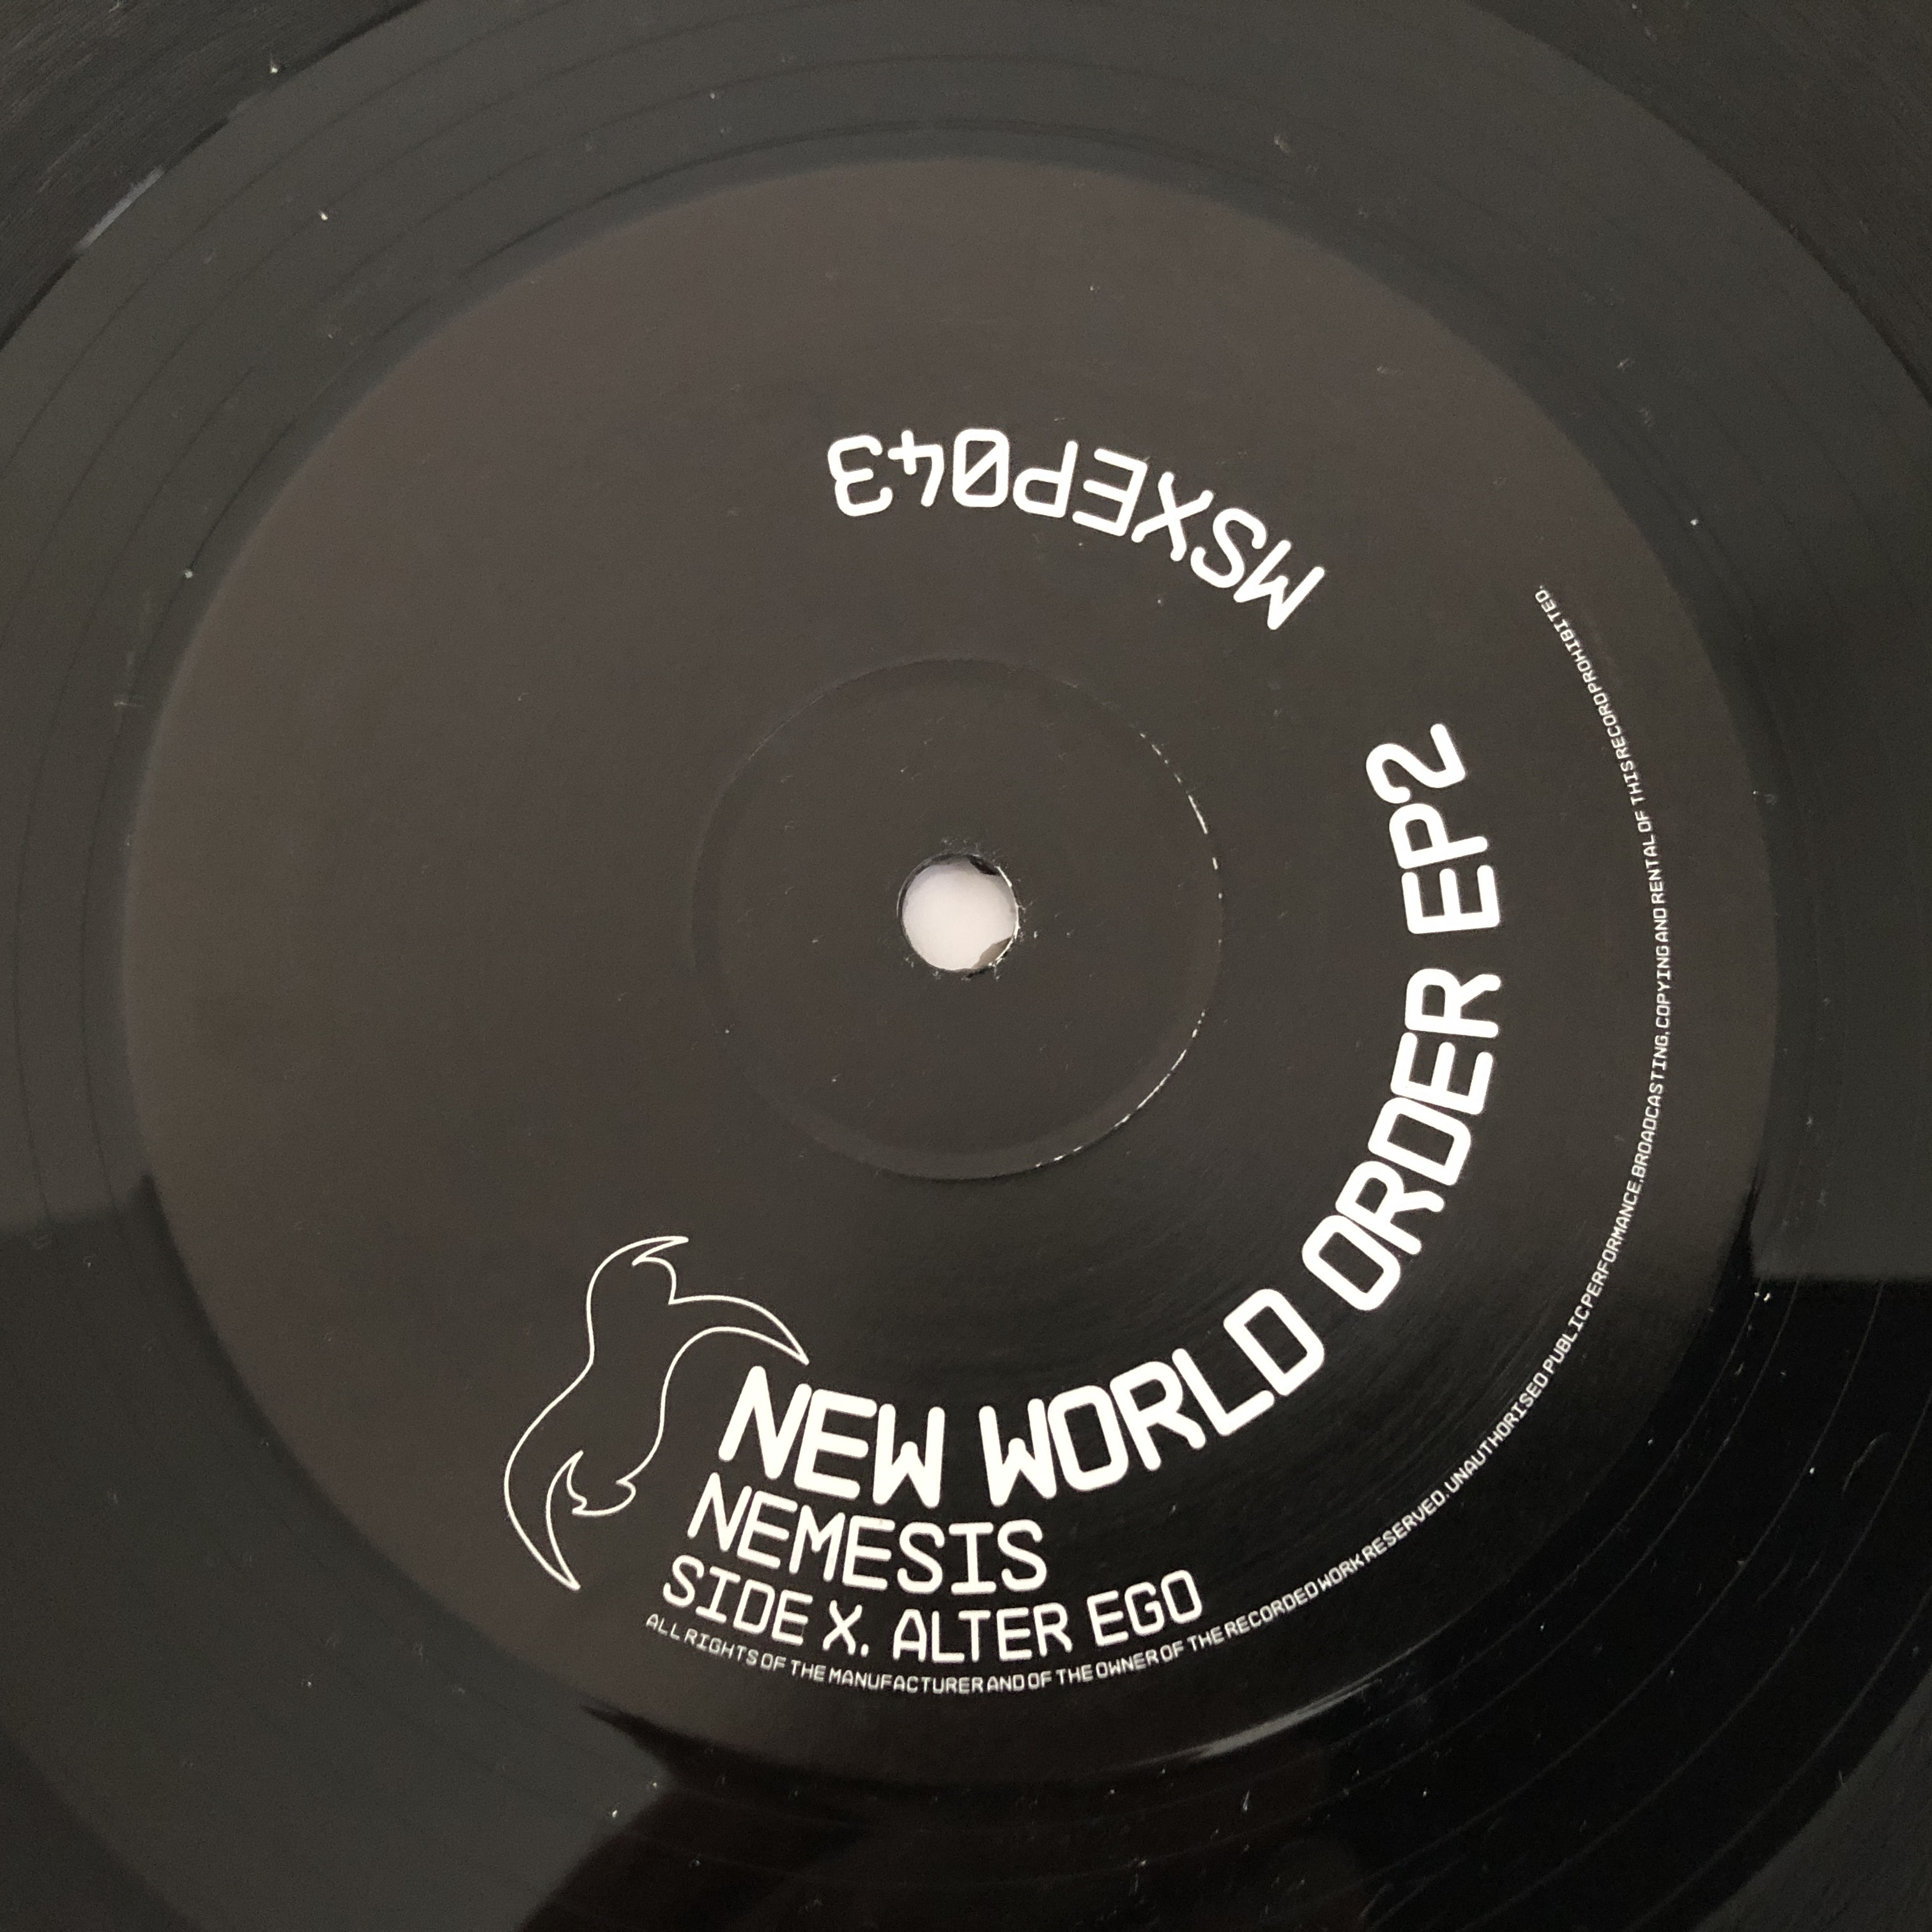 MSXEP043
NEW WORLD ORDER EP2
NEMESIS
SIDE X. ALTER EGO
ALL RIGHTS OF THE MANUFACTURER AND OF THE OWNER OF THE RECORDED WORK RESERVED. UNAUTHORISED PUBLIC PERFORMANCE, BROADCASTING, COPYING AND RENTAL OF THIS RECORD PROHIBITED.